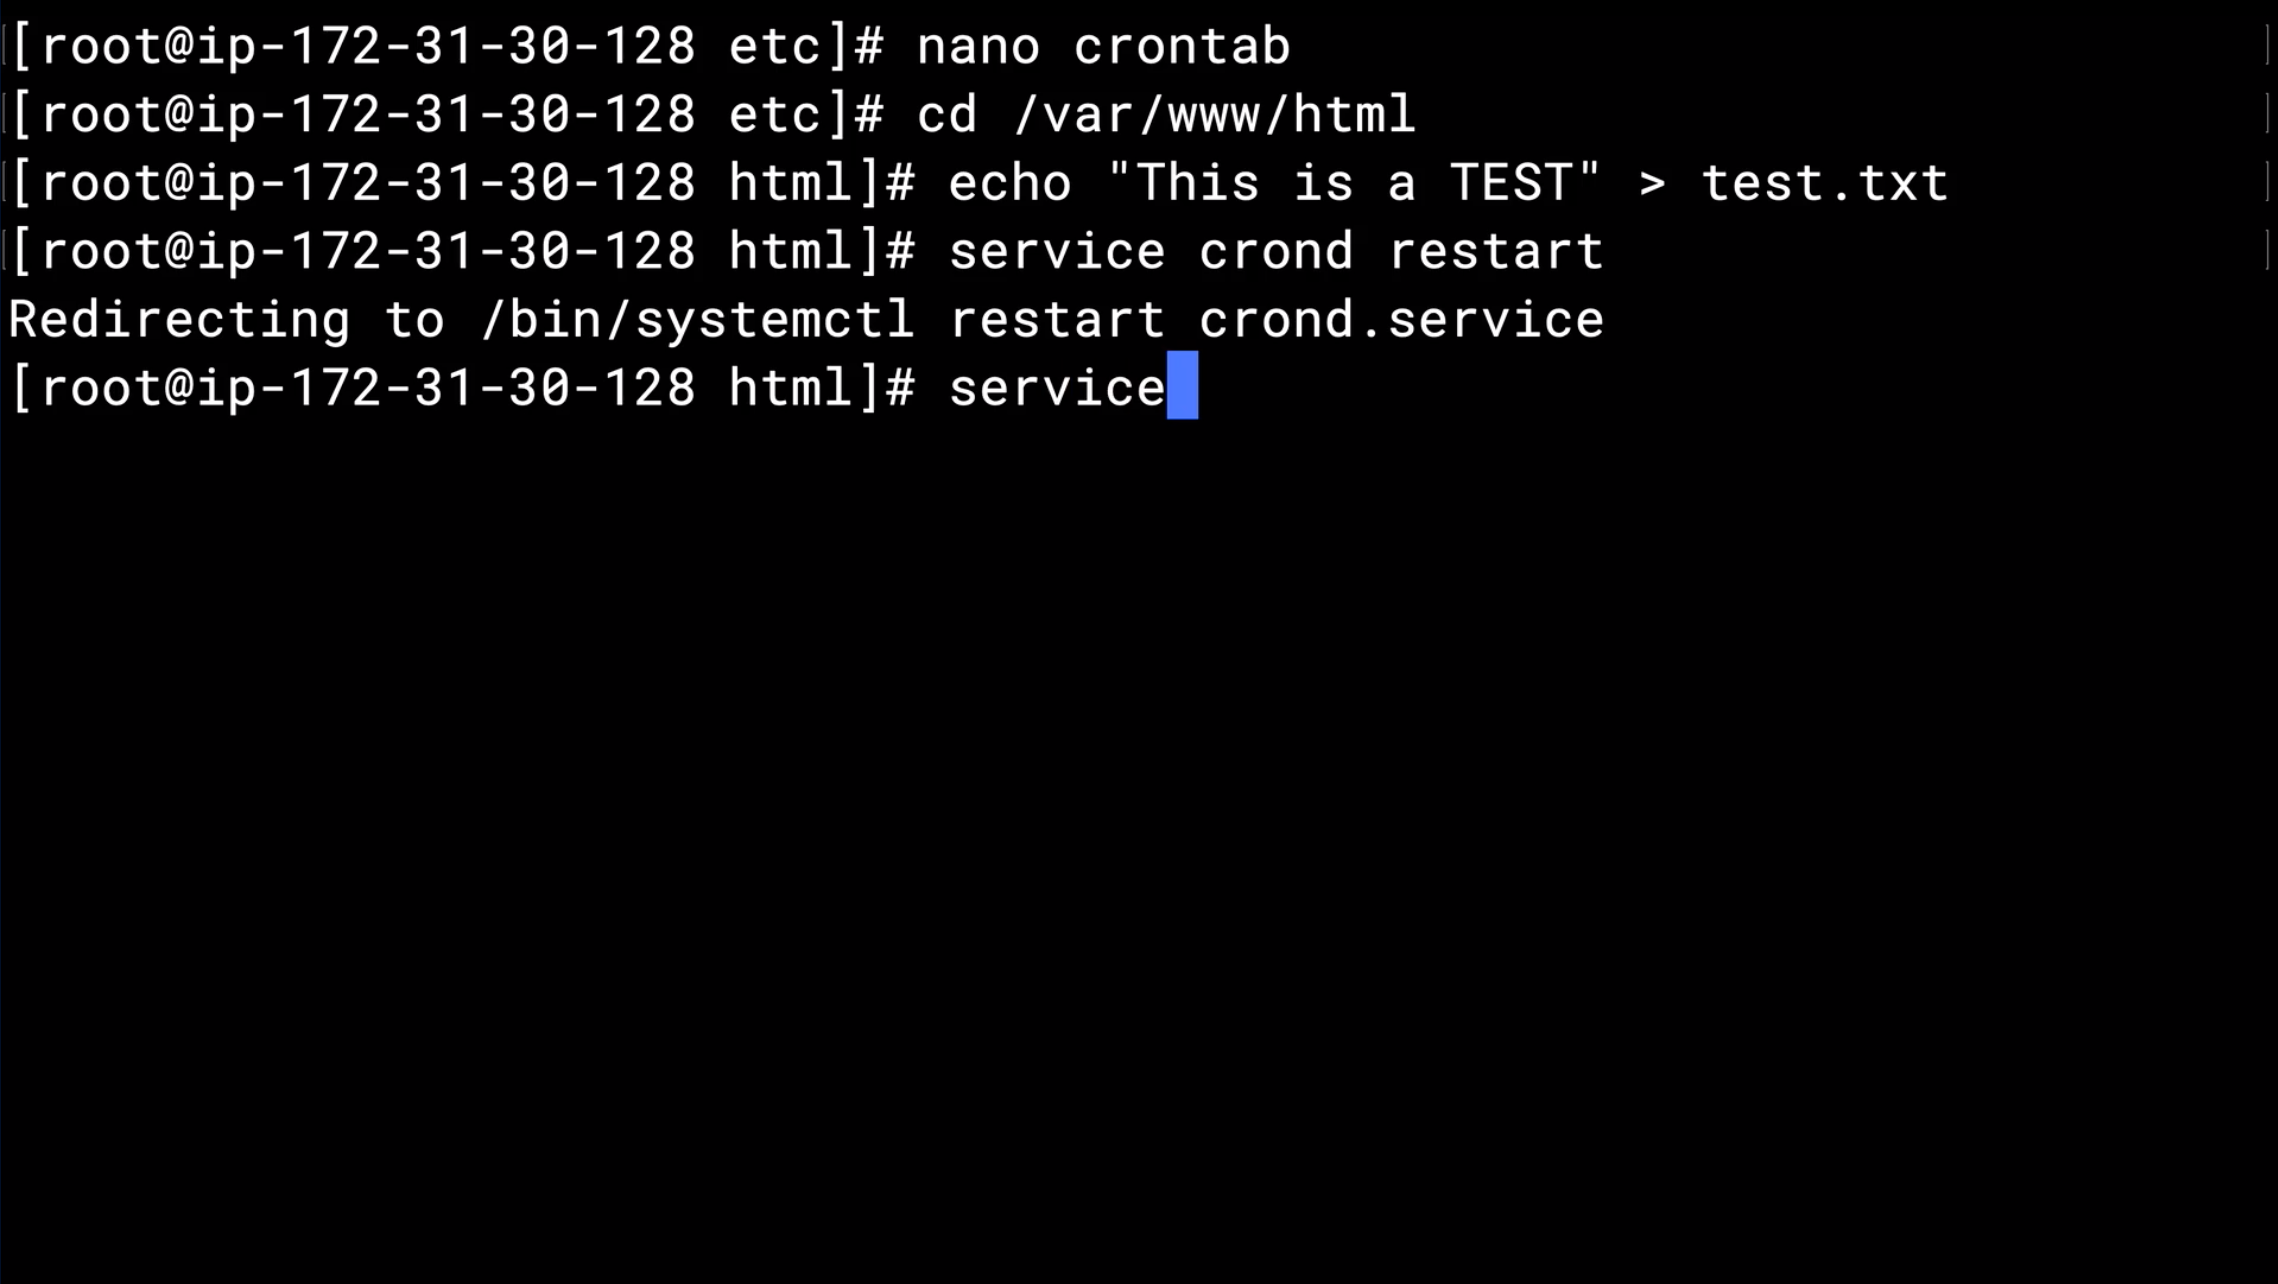 [root@ip-172-31-30-128 etc]# nano crontab
[root@ip-172-31-30-128 etc]# cd /var/www/html
[root@ip-172-31-30-128 html]# echo "This is a TEST" > test.txt
[root@ip-172-31-30-128 html]# service crond restart
Redirecting to /bin/systemctl restart crond.service
[root@ip-172-31-30-128 html]# service